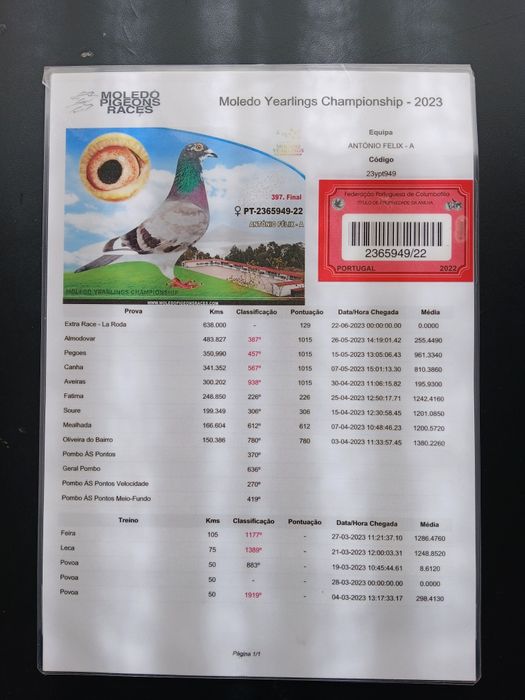 MOLEDO
PIGEONS
RACES
Moledo Yearlings Championship - 2023
Equipa
ANTÓNIO FELIX - A
Código
23ypt949
397. Final
♀ PT-2365949-22
ANTÓNIO FÉLIX - A
MOLEDO YEARLINGS CHAMPIONSHIP
WWW.MOLEDOPIGEONSRACES.COM
Federação Portuguesa de Columbofilia
TÍTULO DE PROPRIEDADE DA ANILHA
2365949/22
PORTUGAL 2022
Prova Kms Classificação Pontuação Data/Hora Chegada Média
Extra Race - La Roda 638.000 - 129 22-06-2023 00:00:00.00 0.0000
Almodovar 483.827 387º 1015 26-05-2023 14:19:01.42 255.4490
Pegoes 350,990 457º 1015 15-05-2023 13:05:06.43 961.3340
Canha 341.352 567º 1015 07-05-2023 15:01:13.30 810.3860
Aveiras 300.202 938º 1015 30-04-2023 11:06:15.82 195.9300
Fatima 246.850 226º 226 25-04-2023 12:50:17.71 1242.4160
Soure 199.349 306º 306 15-04-2023 12:30:58.45 1201.0850
Mealhada 166.604 612º 612 07-04-2023 10:48:46.23 1200.5720
Oliveira do Bairro 150.386 780º 780 03-04-2023 11:33:57.45 1380.2260
Pombo ÁS Pontos 370º
Geral Pombo 636º
Pombo ÁS Pontos Velocidade 270º
Pombo ÁS Pontos Meio-Fundo 419º
Treino Kms Classificação Pontuação Data/Hora Chegada Média
Feira 105 1177º - 27-03-2023 11:21:37.10 1286.4760
Leca 75 1389º - 21-03-2023 12:00:03.31 1248.8520
Povoa 50 883º - 19-03-2023 10:45:44.61 8.6120
Povoa 50 - - 28-03-2023 00:00:00.00 0.0000
Povoa 50 1919º - 04-03-2023 13:17:33.17 298.4130
Página 1/1